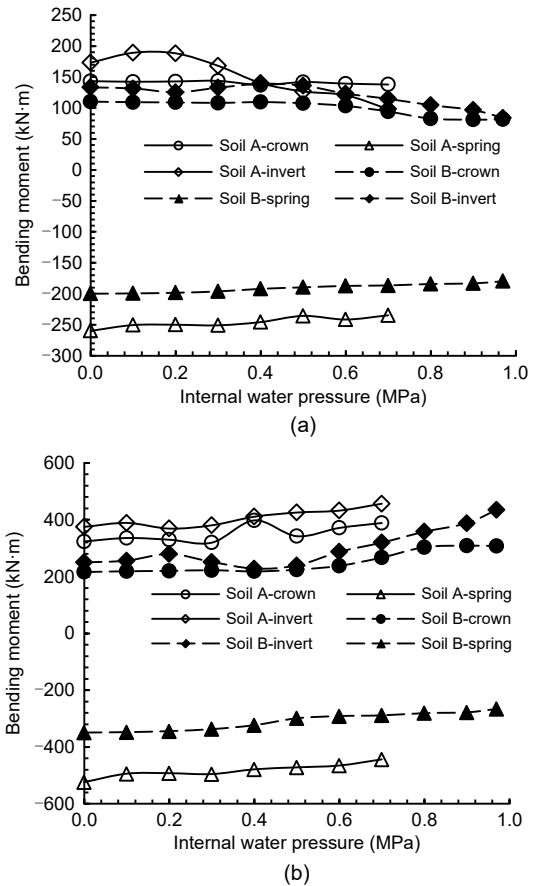 250
200
150
100
50
0
−50
−100
−150
−200
−250
−300
Bending moment (kN·m)
Soil A-crown Soil A-spring
Soil A-invert Soil B-crown
Soil B-spring Soil B-invert
0.0 0.2 0.4 0.6 0.8 1.0
Internal water pressure (MPa)
(a)
600
400
200
0
−200
−400
−600
Bending moment (kN·m)
Soil A-crown Soil A-spring
Soil A-invert Soil B-crown
Soil B-invert Soil B-spring
0.0 0.2 0.4 0.6 0.8 1.0
Internal water pressure (MPa)
(b)